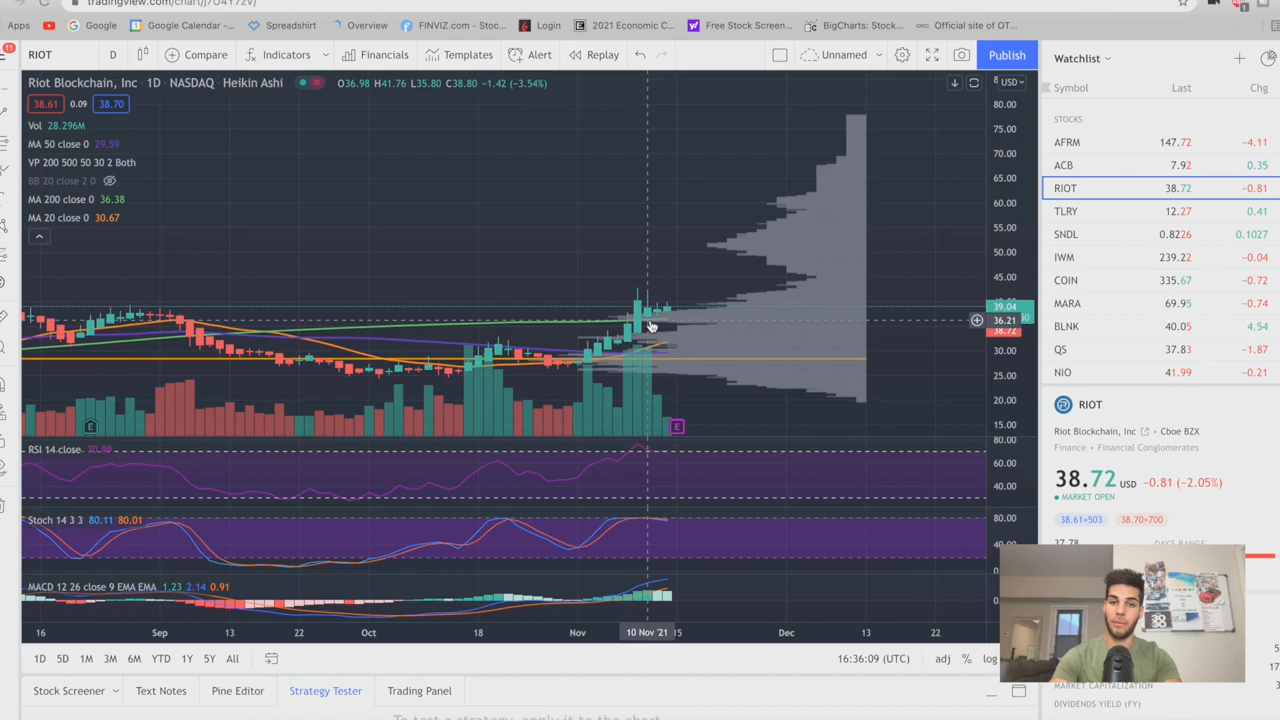 tradingview.com/chart/j7U4Y72v/
Apps YouTube Google Google Calendar -... Spreadshirt Overview FINVIZ.com - Stoc... Login 2021 Economic C... Free Stock Screen... BigCharts: Stock... Official site of OT...
11
RIOT D Compare Indicators Financials Templates Alert Replay Unnamed Publish
Riot Blockchain, Inc · 1D · NASDAQ · Heikin Ashi O36.98 H41.76 L35.80 C38.80 −1.42 (−3.54%)
USD
38.61 0.09 38.70
Vol 28.296M
MA 50 close 0 29.59
VP 200 500 50 30 2 Both
BB 20 close 2 0
MA 200 close 0 36.38
MA 20 close 0 30.67
80.00
75.00
70.00
65.00
60.00
55.00
50.00
45.00
39.04
36.21
38.72
30.00
25.00
20.00
15.00
E
E
RSI 14 close 70.99
80.00
60.00
40.00
Stoch 14 3 3 80.11 80.01
80.00
40.00
MACD 12 26 close 9 EMA EMA 1.23 2.14 0.91
16 Sep 13 22 Oct 18 Nov 10 Nov '21 15 Dec 13 22
1D 5D 1M 3M 6M YTD 1Y 5Y All 16:36:09 (UTC) adj % log
Stock Screener Text Notes Pine Editor Strategy Tester Trading Panel
To test a strategy, apply it to the chart
Watchlist
Symbol Last Chg
STOCKS
AFRM 147.72 −4.11
ACB 7.92 0.35
RIOT 38.72 −0.81
TLRY 12.27 0.41
SNDL 0.8226 0.1027
IWM 239.22 −0.04
COIN 335.67 −0.72
MARA 69.95 −0.74
BLNK 40.05 4.54
QS 37.83 −1.87
NIO 41.99 −0.21
RIOT
Riot Blockchain, Inc • Cboe BZX
Finance • Financial Conglomerates
38.72 USD −0.81 (−2.05%)
MARKET OPEN
38.61×503 38.70×700
37.78 DAY'S RANGE
38
MARKET CAPITALIZATION
DIVIDENDS YIELD (FY)